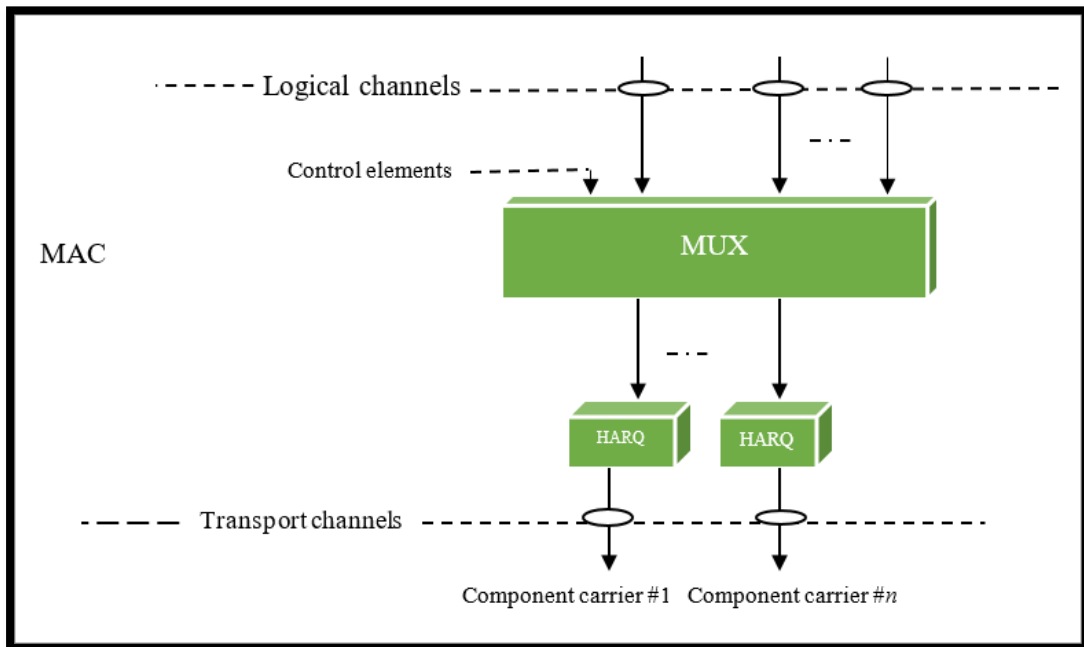 Logical channels
Control elements
MAC
MUX
HARQ
HARQ
Transport channels
Component carrier #1
Component carrier #n